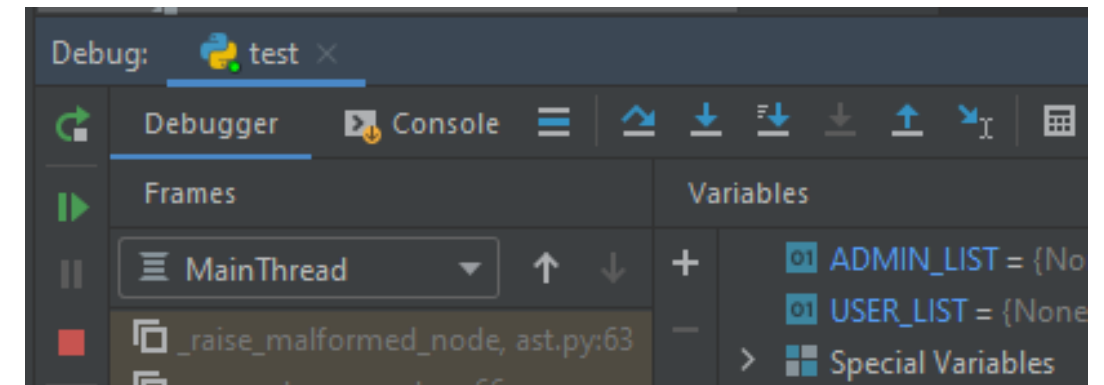 Debug: test
Debugger Console
Frames Variables
MainThread
ADMIN_LIST = {No
USER_LIST = {None
_raise_malformed_node, ast.py:63
Special Variables